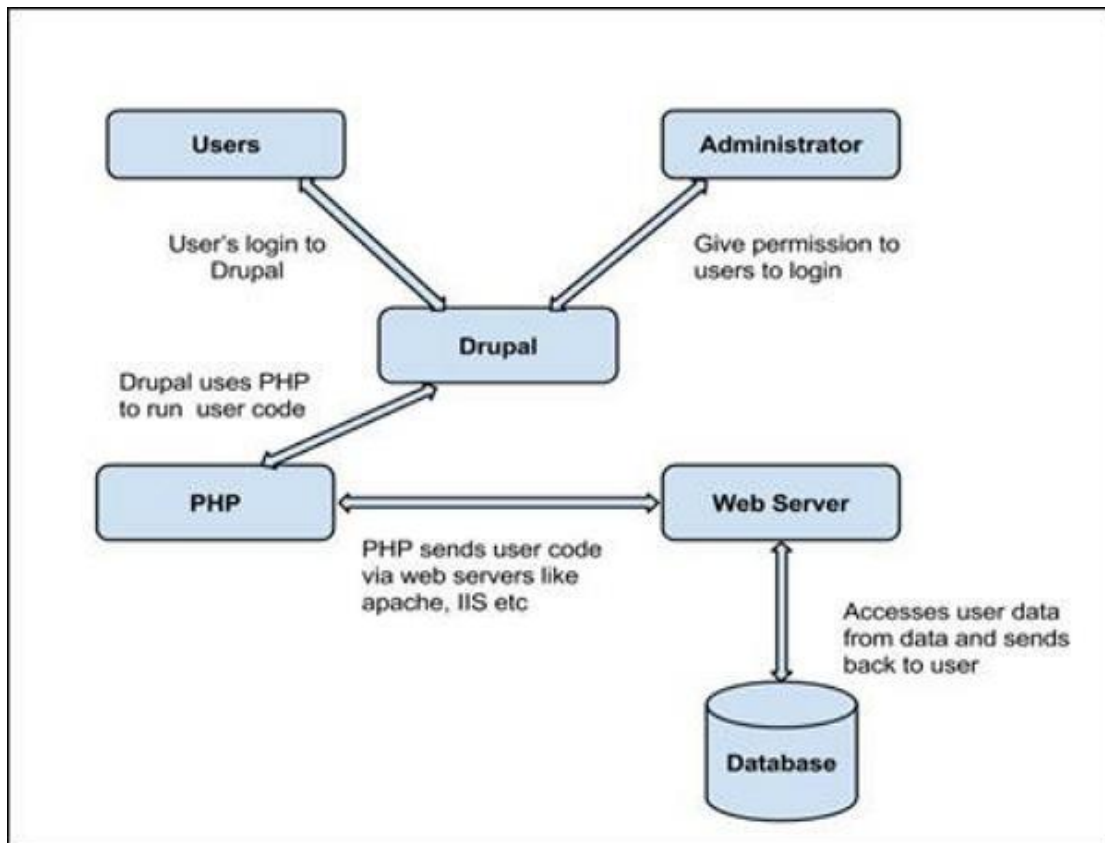 Users
Administrator
User's login to
Drupal
Give permission to
users to login
Drupal
Drupal uses PHP
to run user code
PHP
Web Server
PHP sends user code
via web servers like
apache, IIS etc
Accesses user data
from data and sends
back to user
Database